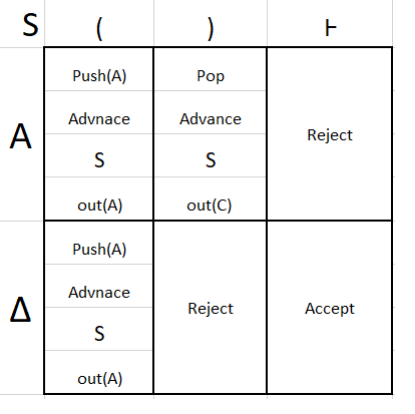 S ( ) ⊦
A
Push(A) Pop Reject
Advnace Advance
S S
out(A) out(C)
Δ
Push(A) Reject Accept
Advnace
S
out(A)